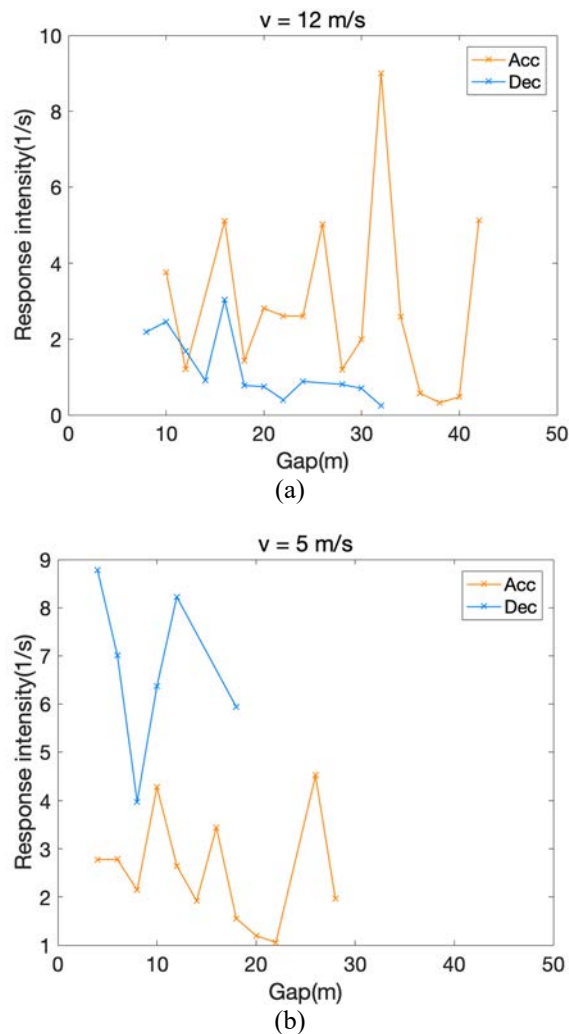 v = 12 m/s
10
8
6
4
2
0
Response intensity(1/s)
Acc
Dec
0 10 20 30 40 50
Gap(m)
(a)
v = 5 m/s
9
8
7
6
5
4
3
2
1
Response intensity(1/s)
Acc
Dec
0 10 20 30 40 50
Gap(m)
(b)